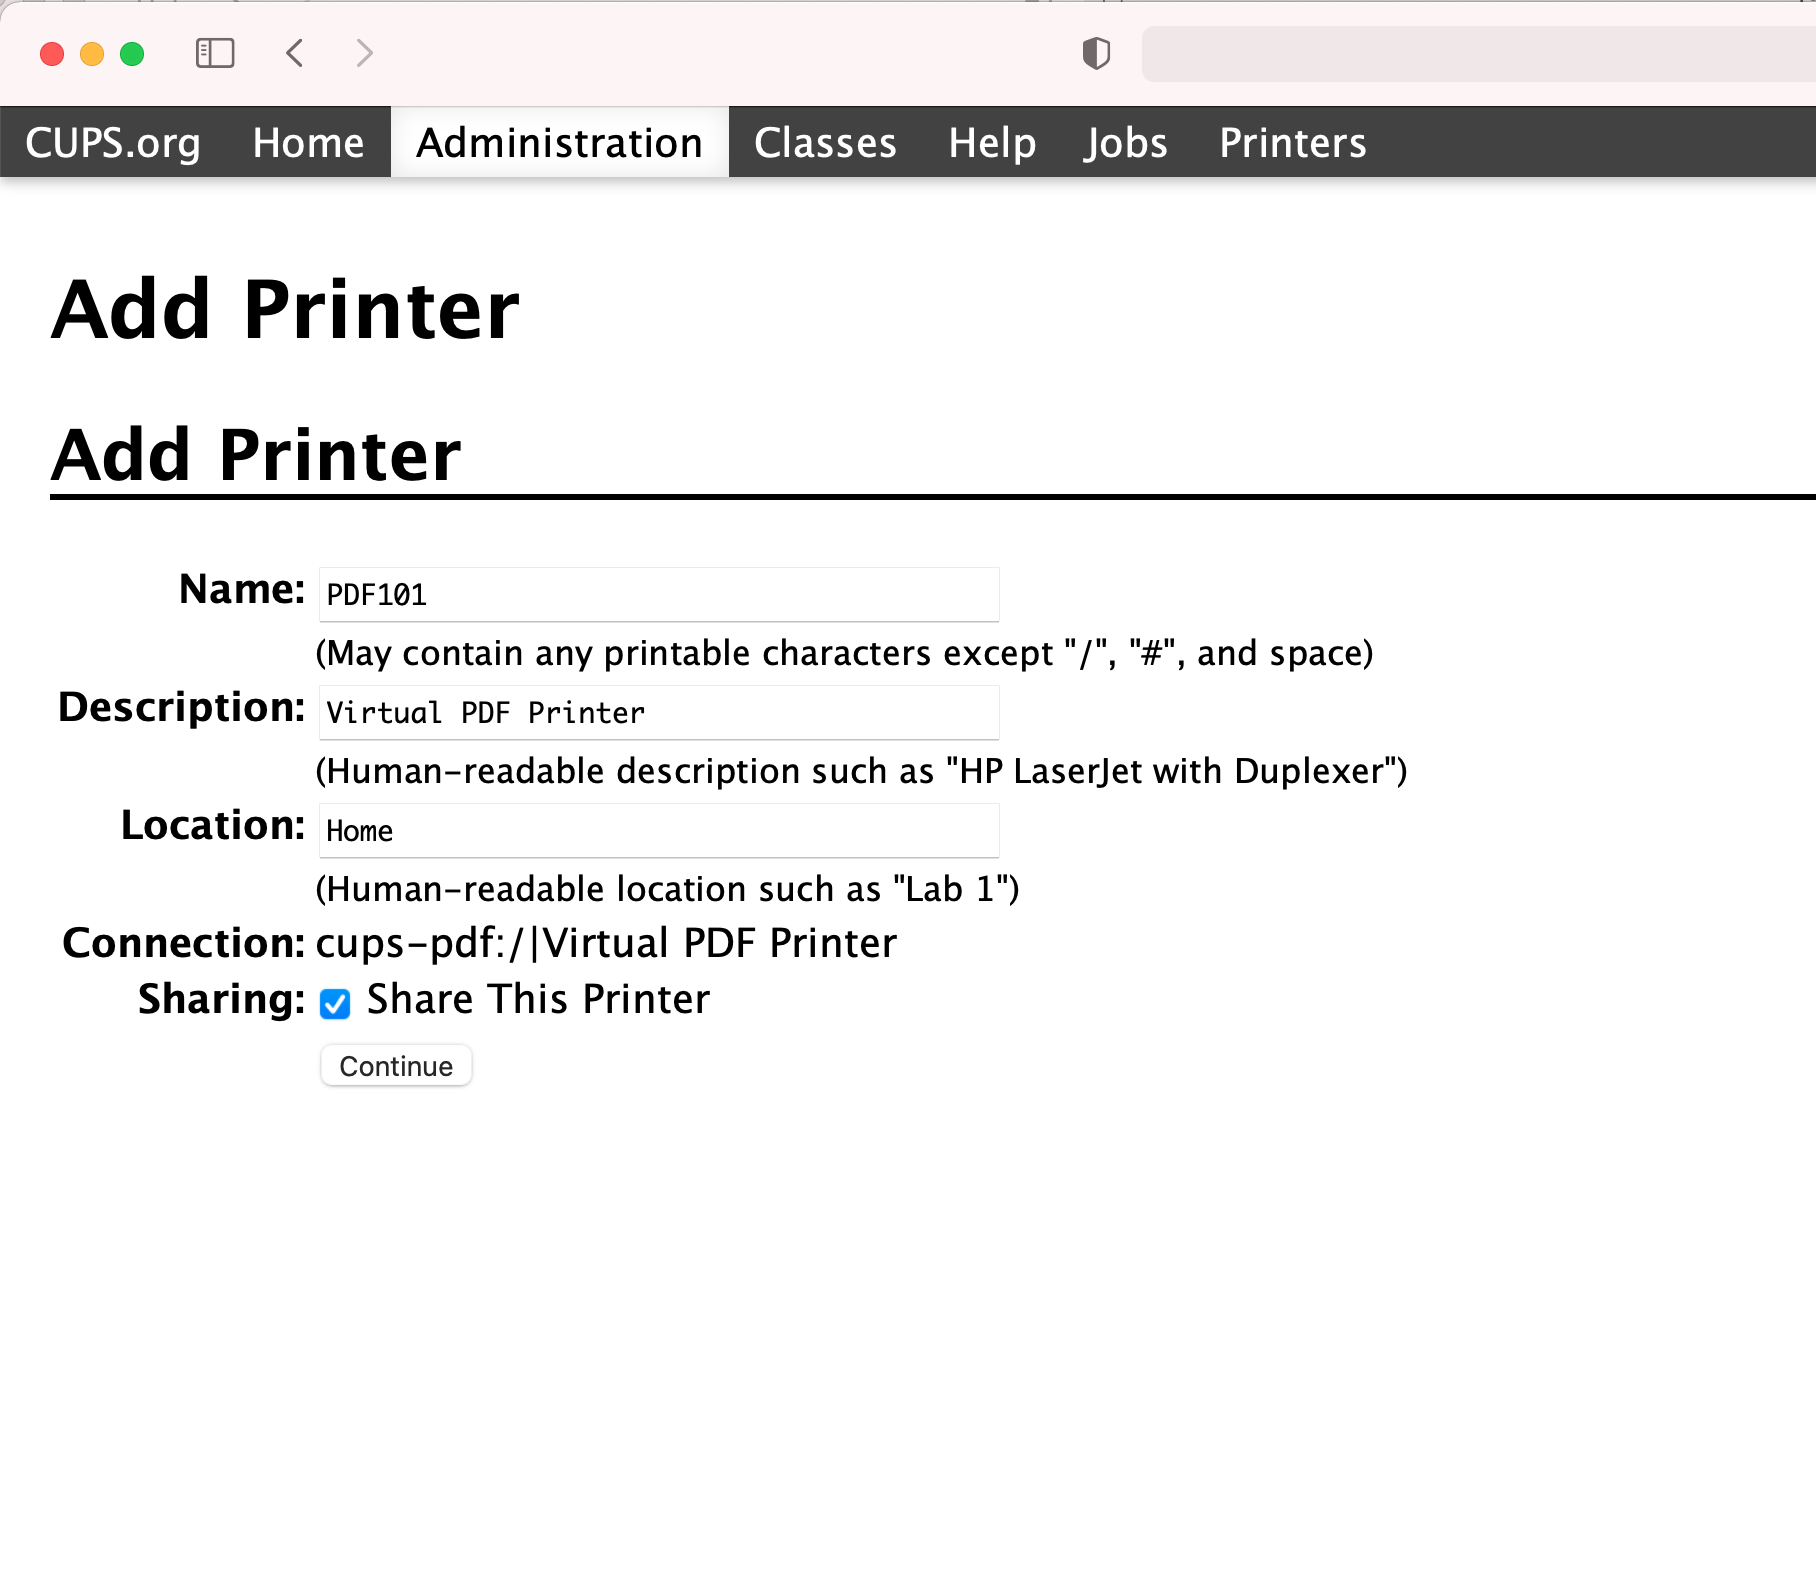 CUPS.org Home Administration Classes Help Jobs Printers
Add Printer
Add Printer
Name: PDF101
(May contain any printable characters except "/", "#", and space)
Description: Virtual PDF Printer
(Human-readable description such as "HP LaserJet with Duplexer")
Location: Home
(Human-readable location such as "Lab 1")
Connection: cups-pdf:/|Virtual PDF Printer
Sharing: Share This Printer
Continue